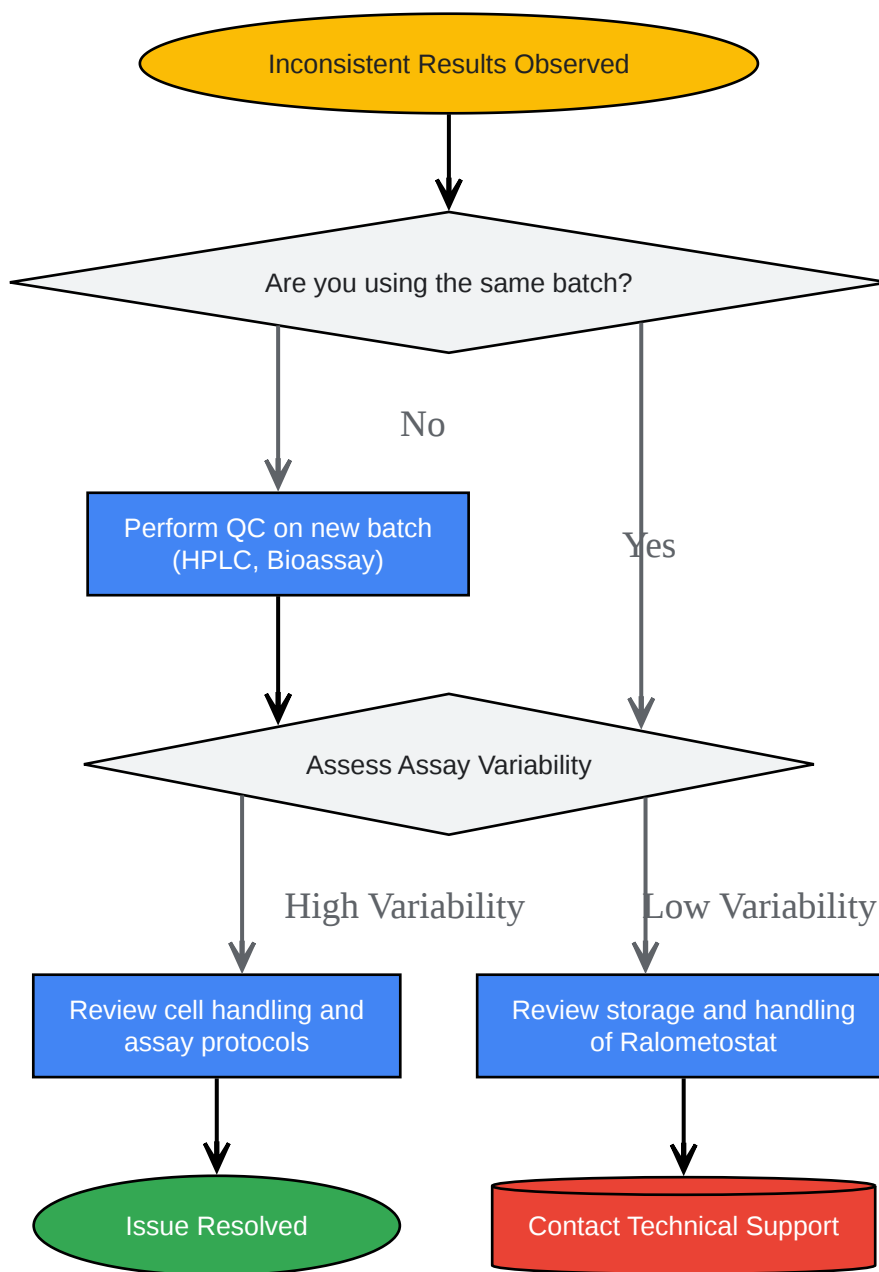 Inconsistent Results Observed
Are you using the same batch?
No
Perform QC on new batch
(HPLC, Bioassay)
Yes
Assess Assay Variability
High Variability
Low Variability
Review cell handling and
assay protocols
Review storage and handling
of Ralometostat
Issue Resolved
Contact Technical Support